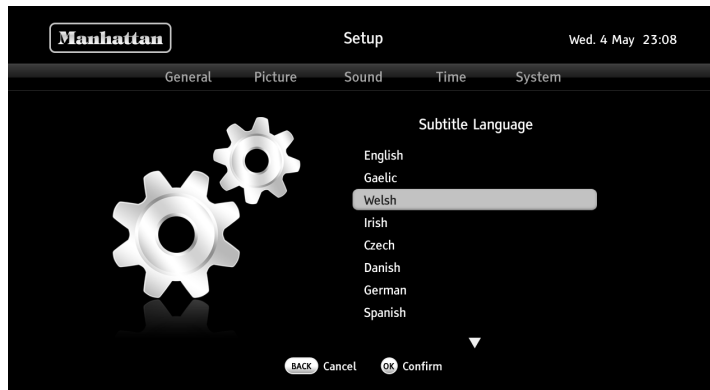 Manhattan Setup Wed. 4 May 23:08
General Picture Sound Time System
Subtitle Language
English
Gaelic
Welsh
Irish
Czech
Danish
German
Spanish
BACK Cancel OK Confirm